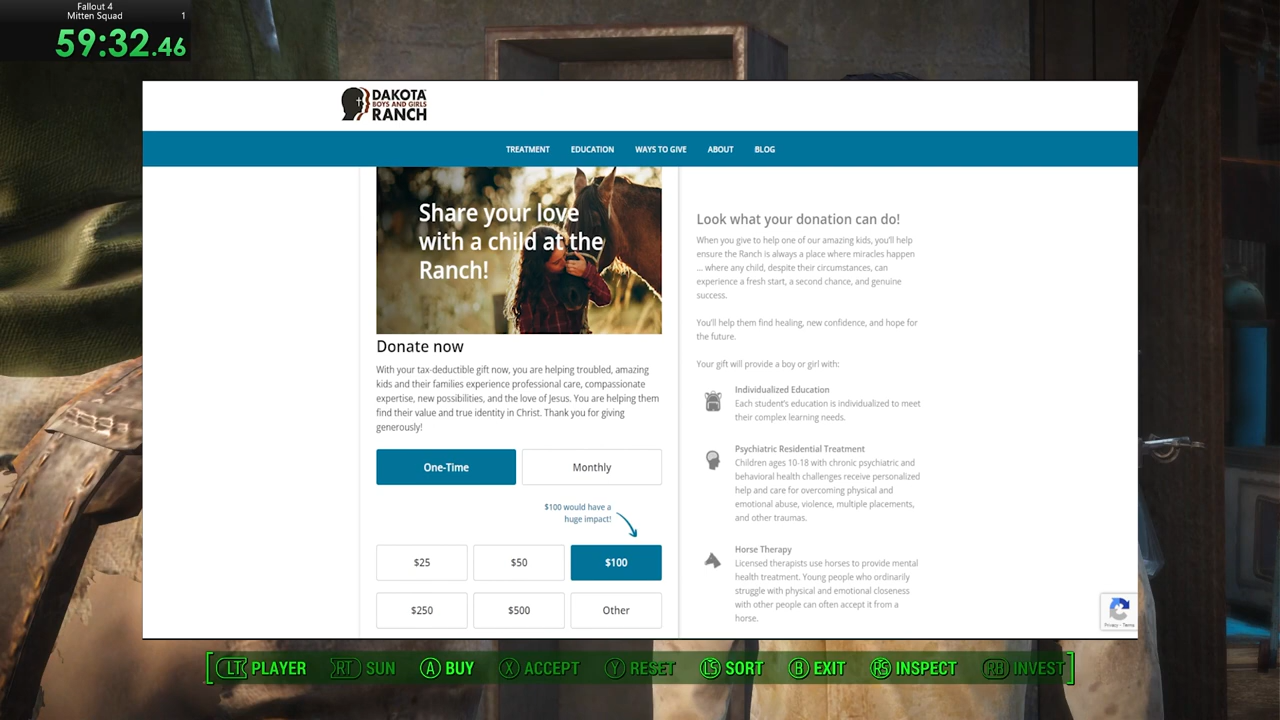 Fallout 4
Mitten Squad
1
59:32.46
DAKOTA
BOYS AND GIRLS
RANCH
TREATMENT EDUCATION WAYS TO GIVE ABOUT BLOG
Share your love
with a child at the
Ranch!
Donate now
With your tax-deductible gift now, you are helping troubled, amazing
kids and their families experience professional care, compassionate
expertise, new possibilities, and the love of Jesus. You are helping them
find their value and true identity in Christ. Thank you for giving
generously!
One-Time Monthly
$100 would have a
huge impact!
$25 $50 $100
$250 $500 Other
Look what your donation can do!
When you give to help one of our amazing kids, you'll help
ensure the Ranch is always a place where miracles happen
... where any child, despite their circumstances, can
experience a fresh start, a second chance, and genuine
success.
You'll help them find healing, new confidence, and hope for
the future.
Your gift will provide a boy or girl with:
Individualized Education
Each student's education is individualized to meet
their complex learning needs.
Psychiatric Residential Treatment
Children ages 10-18 with chronic psychiatric and
behavioral health challenges receive personalized
help and care for overcoming physical and
emotional abuse, violence, multiple placements,
and other traumas.
Horse Therapy
Licensed therapists use horses to provide mental
health treatment. Young people who ordinarily
struggle with physical and emotional closeness
with other people can often accept it from a
horse.
Privacy - Terms
LT PLAYER RT SUN A BUY X ACCEPT Y RESET LS SORT B EXIT RS INSPECT RB INVEST